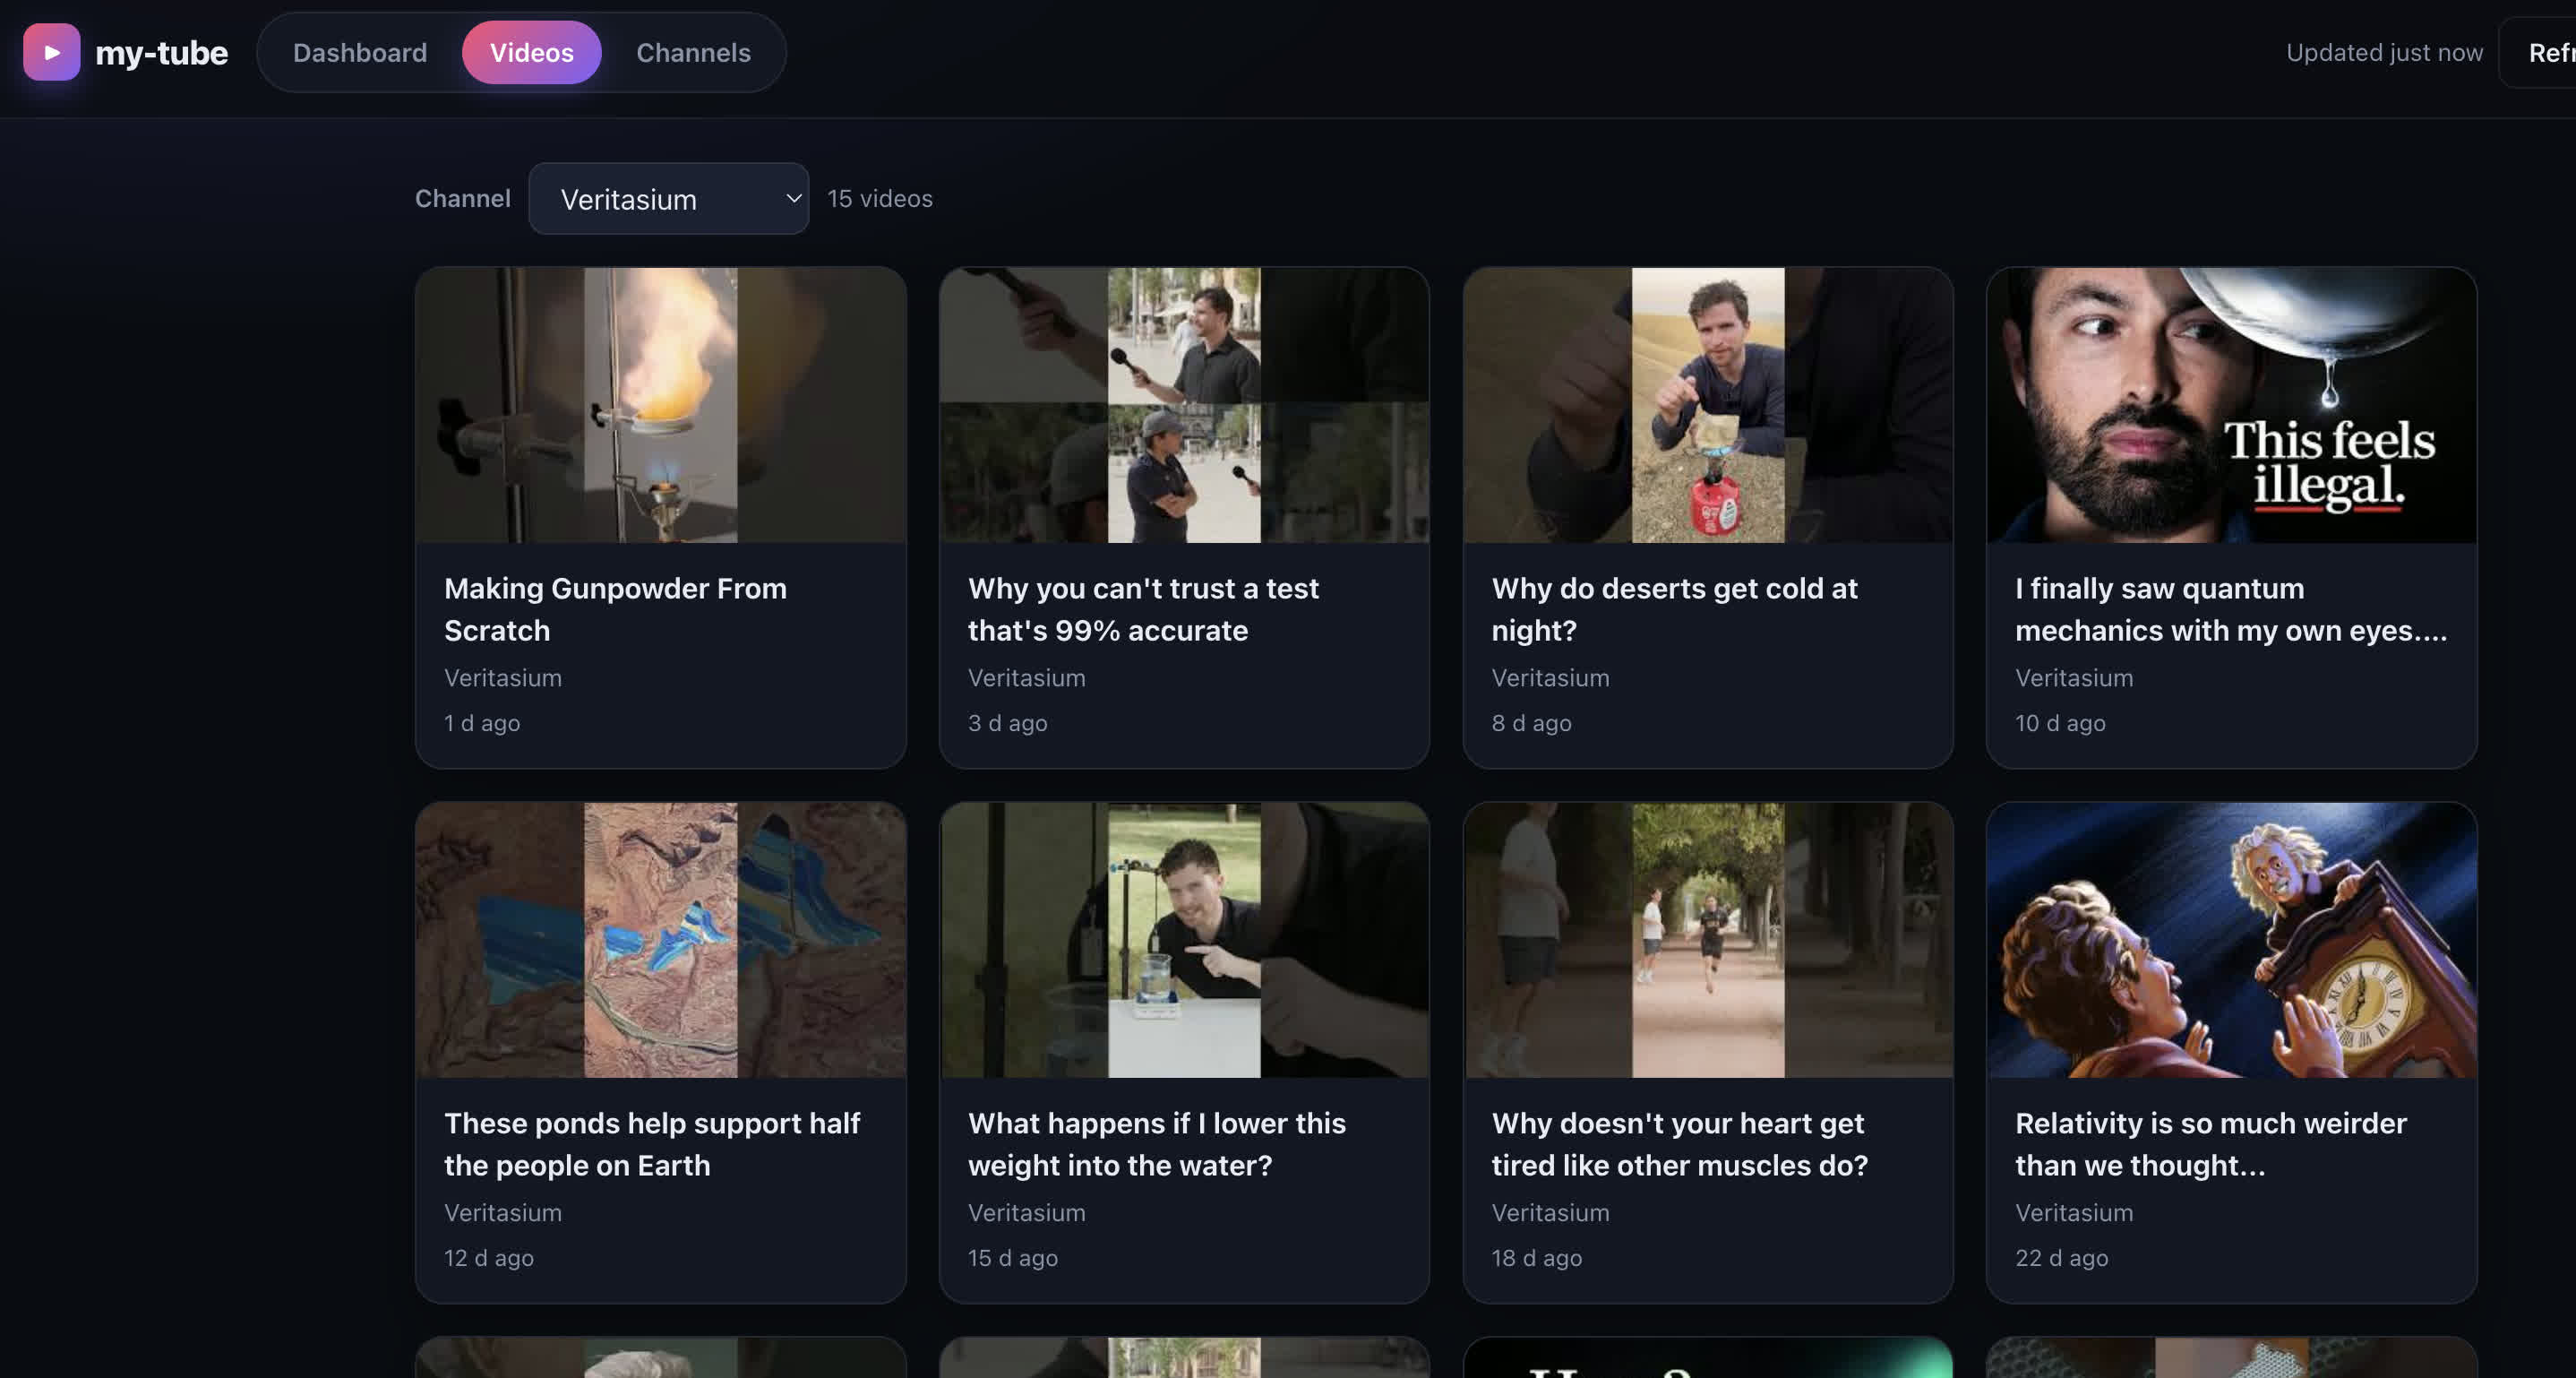 my-tube
Dashboard
Videos
Channels
Updated just now
Channel
Veritasium
15 videos
This feels
illegal.
Making Gunpowder From
Scratch
Veritasium
1 d ago
Why you can't trust a test
that's 99% accurate
Veritasium
3 d ago
Why do deserts get cold at
night?
Veritasium
8 d ago
I finally saw quantum
mechanics with my own eyes....
Veritasium
10 d ago
These ponds help support half
the people on Earth
Veritasium
12 d ago
What happens if I lower this
weight into the water?
Veritasium
15 d ago
Why doesn't your heart get
tired like other muscles do?
Veritasium
18 d ago
Relativity is so much weirder
than we thought...
Veritasium
22 d ago